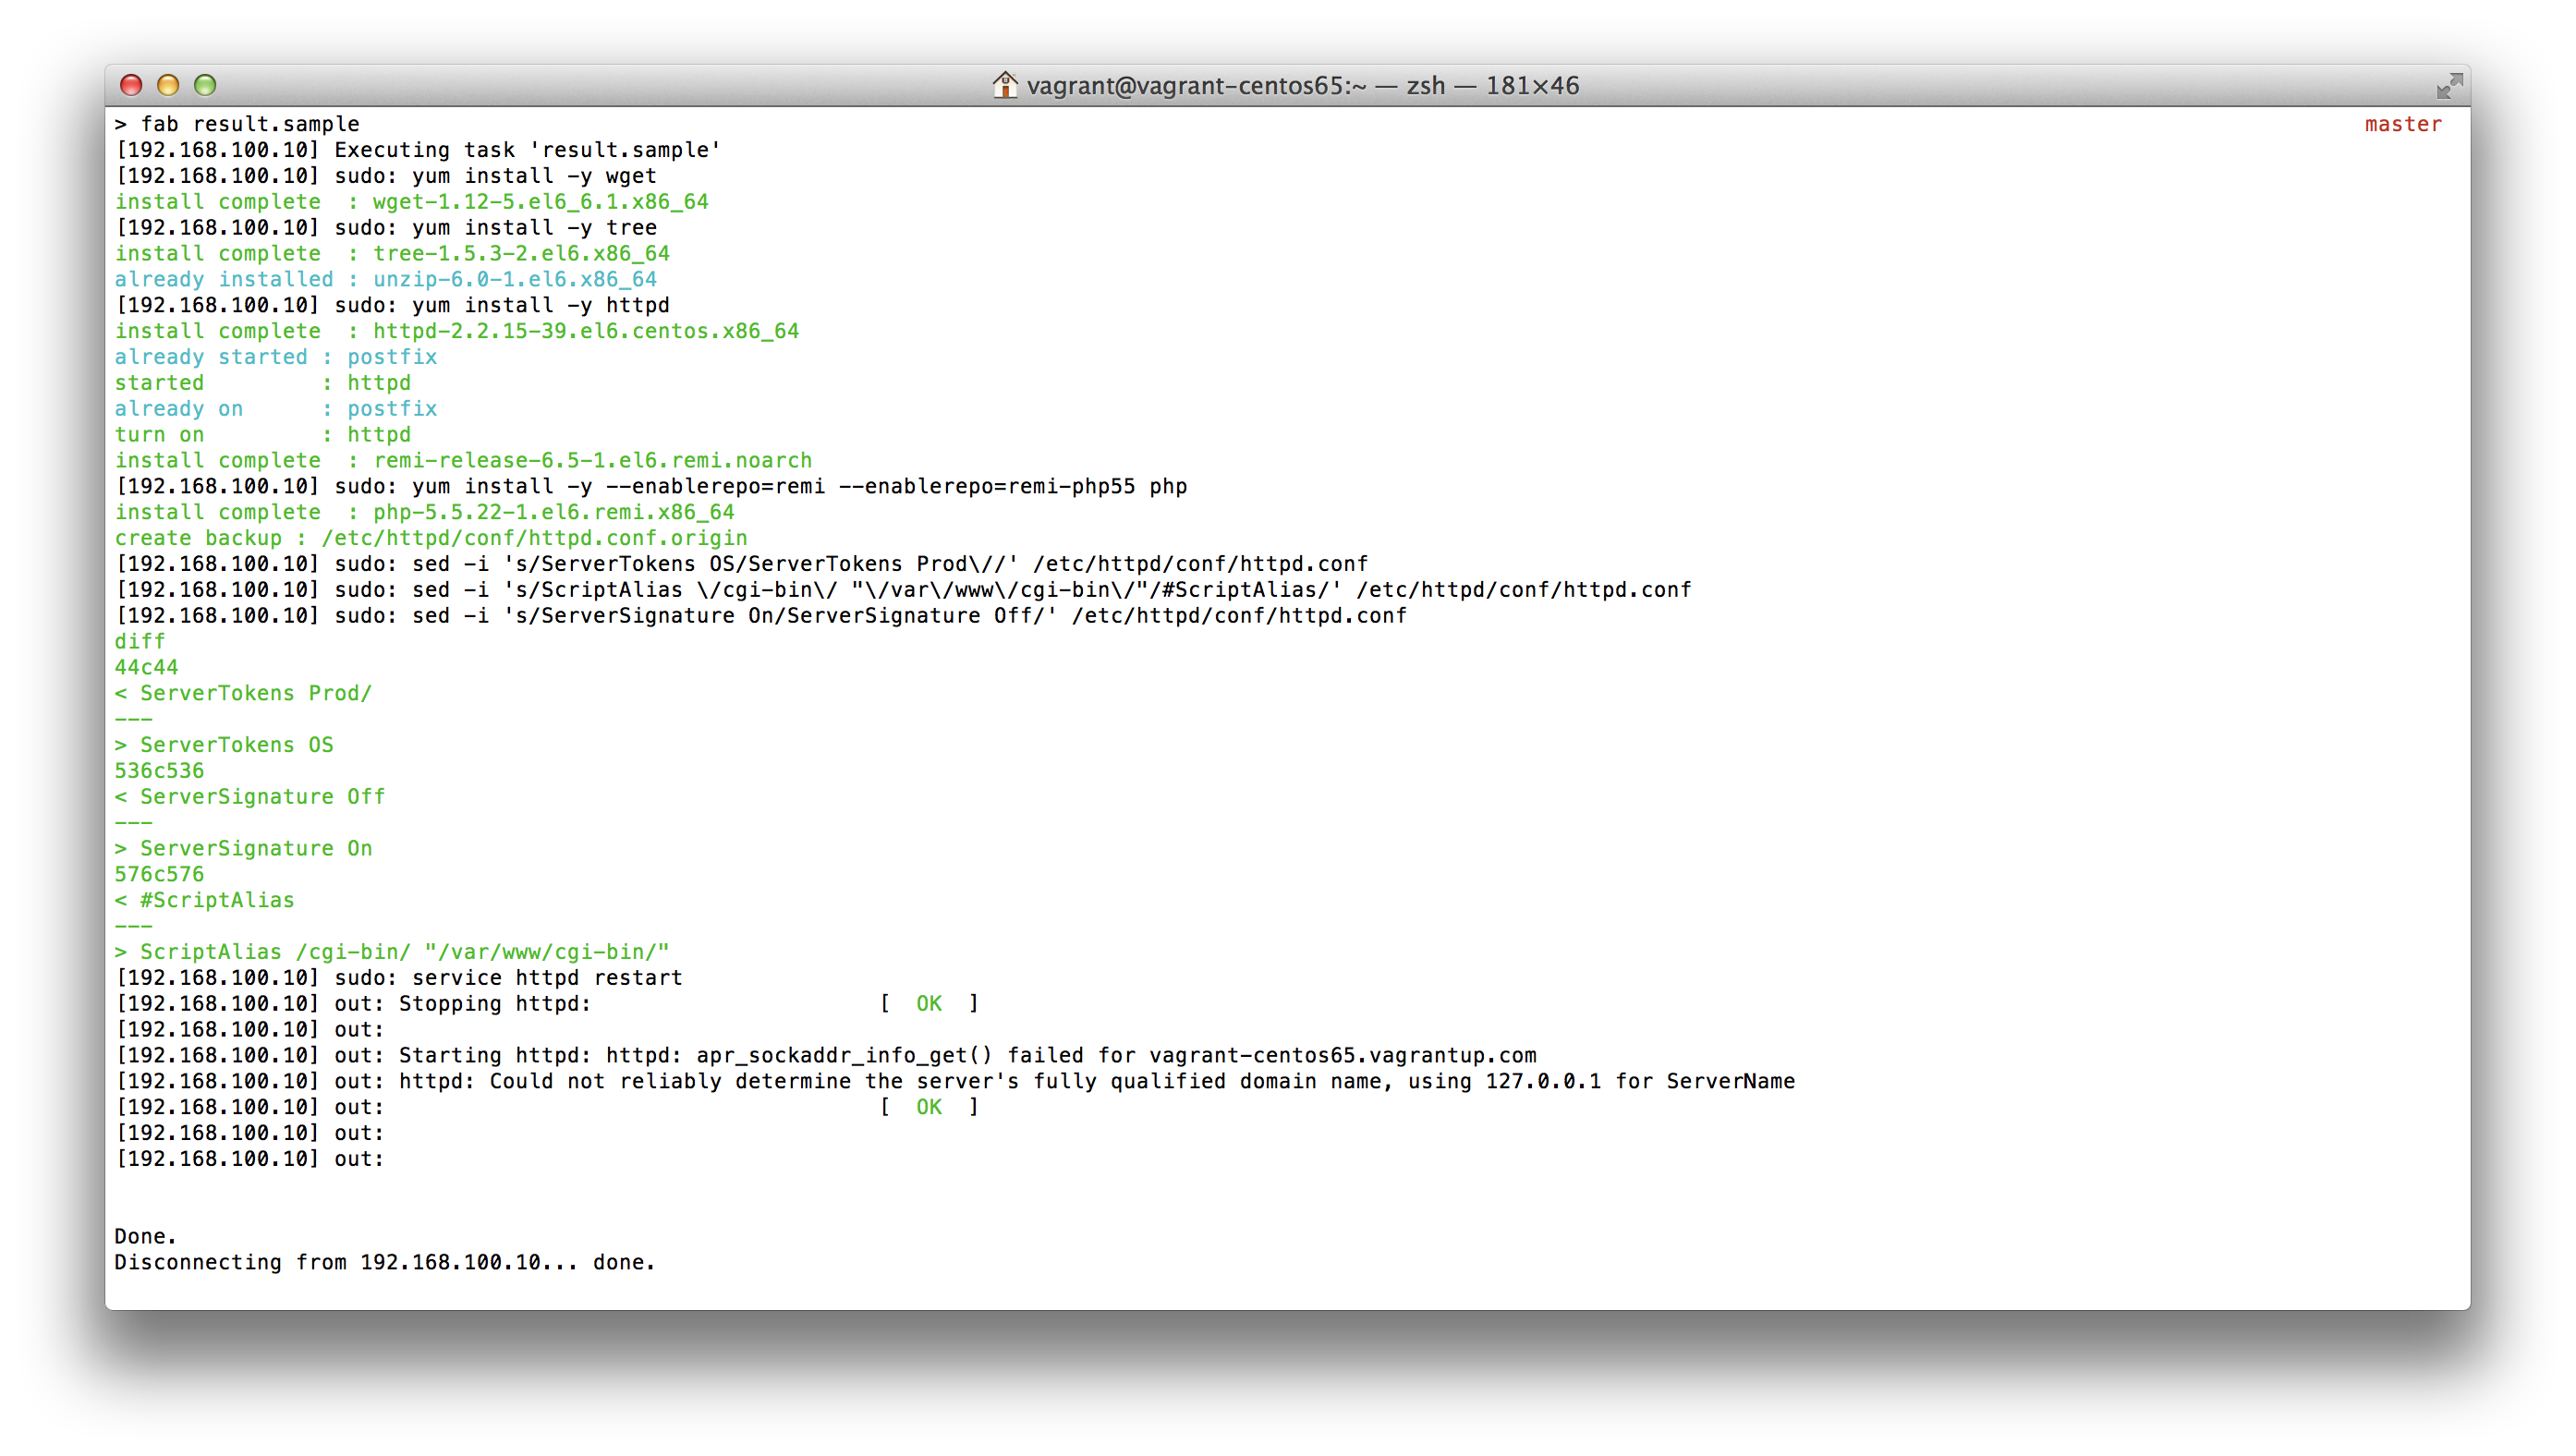 vagrant@vagrant-centos65:~ — zsh — 181×46
> fab result.sample master
[192.168.100.10] Executing task 'result.sample'
[192.168.100.10] sudo: yum install -y wget
install complete  : wget-1.12-5.el6_6.1.x86_64
[192.168.100.10] sudo: yum install -y tree
install complete  : tree-1.5.3-2.el6.x86_64
already installed : unzip-6.0-1.el6.x86_64
[192.168.100.10] sudo: yum install -y httpd
install complete  : httpd-2.2.15-39.el6.centos.x86_64
already started : postfix
started         : httpd
already on      : postfix
turn on         : httpd
install complete  : remi-release-6.5-1.el6.remi.noarch
[192.168.100.10] sudo: yum install -y --enablerepo=remi --enablerepo=remi-php55 php
install complete  : php-5.5.22-1.el6.remi.x86_64
create backup : /etc/httpd/conf/httpd.conf.origin
[192.168.100.10] sudo: sed -i 's/ServerTokens OS/ServerTokens Prod\//' /etc/httpd/conf/httpd.conf
[192.168.100.10] sudo: sed -i 's/ScriptAlias \/cgi-bin\/ "\/var\/www\/cgi-bin\/"/#ScriptAlias/' /etc/httpd/conf/httpd.conf
[192.168.100.10] sudo: sed -i 's/ServerSignature On/ServerSignature Off/' /etc/httpd/conf/httpd.conf
diff
44c44
< ServerTokens Prod/
---
> ServerTokens OS
536c536
< ServerSignature Off
---
> ServerSignature On
576c576
< #ScriptAlias
---
> ScriptAlias /cgi-bin/ "/var/www/cgi-bin/"
[192.168.100.10] sudo: service httpd restart
[192.168.100.10] out: Stopping httpd:                      [  OK  ]
[192.168.100.10] out:
[192.168.100.10] out: Starting httpd: httpd: apr_sockaddr_info_get() failed for vagrant-centos65.vagrantup.com
[192.168.100.10] out: httpd: Could not reliably determine the server's fully qualified domain name, using 127.0.0.1 for ServerName
[192.168.100.10] out:                                      [  OK  ]
[192.168.100.10] out:
[192.168.100.10] out:
Done.
Disconnecting from 192.168.100.10... done.